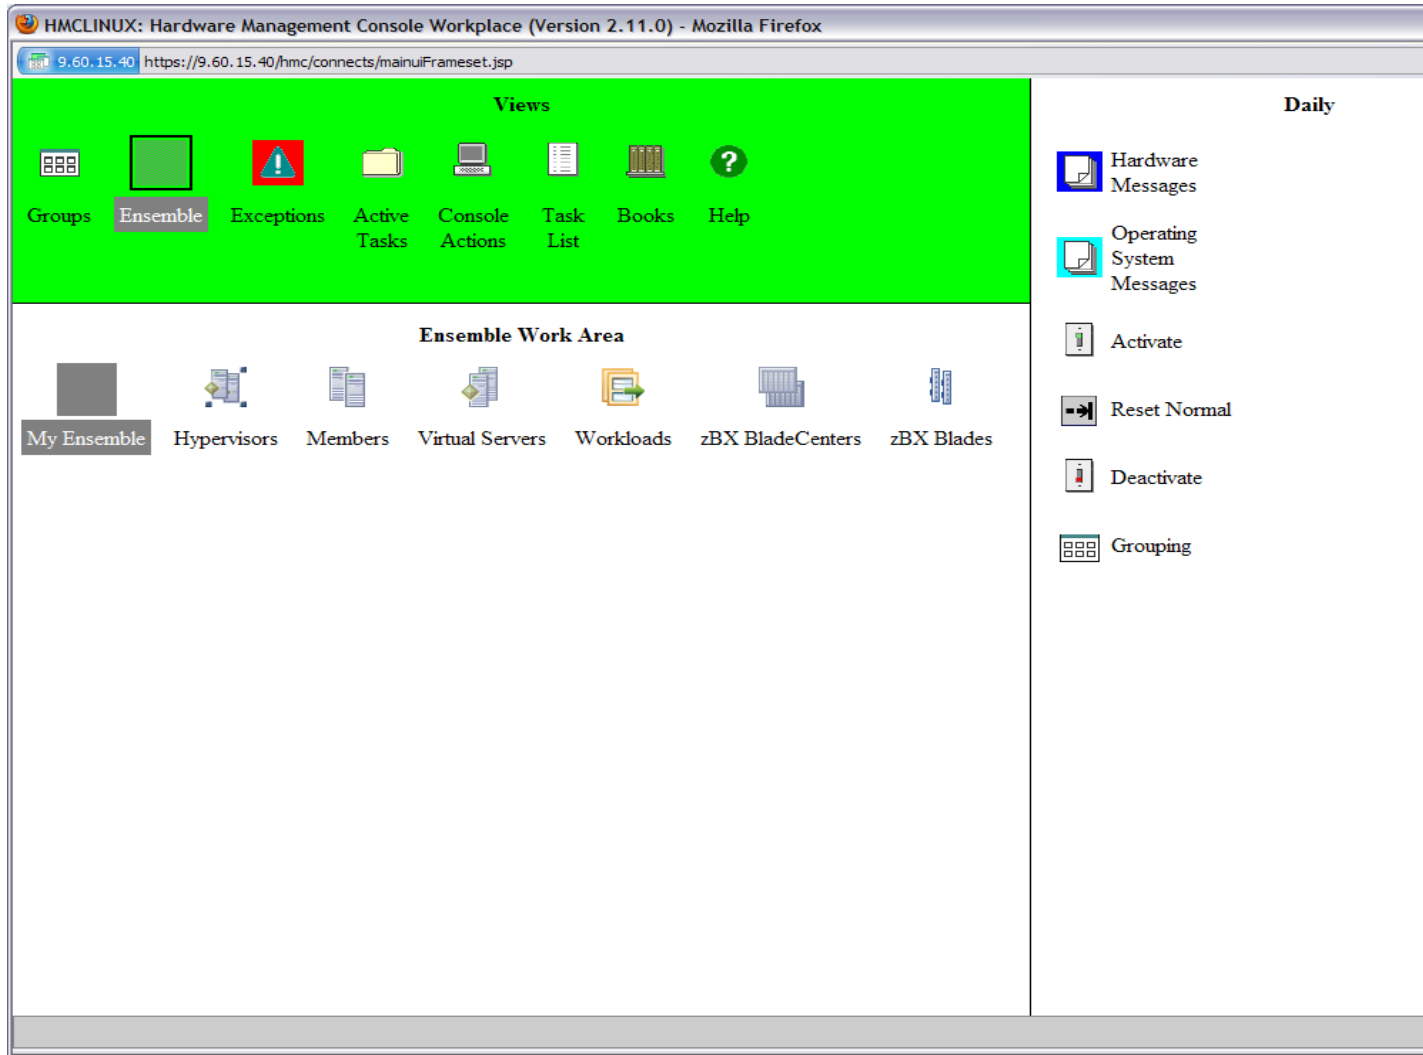 HMCLINUX: Hardware Management Console Workplace (Version 2.11.0) - Mozilla Firefox
9.60.15.40 https://9.60.15.40/hmc/connects/mainuiFrameset.jsp
Views
Groups Ensemble Exceptions Active Tasks Console Actions Task List Books Help
Ensemble Work Area
My Ensemble Hypervisors Members Virtual Servers Workloads zBX BladeCenters zBX Blades
Daily
Hardware
Messages
Operating
System
Messages
Activate
Reset Normal
Deactivate
Grouping